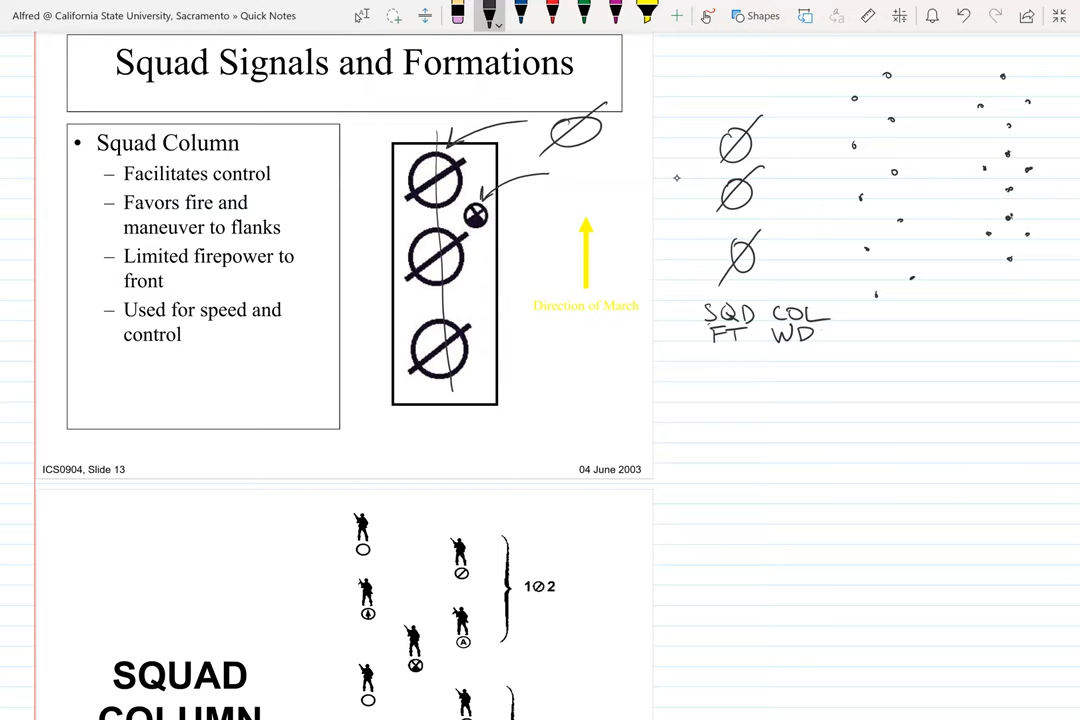 Alfred @ California State University, Sacramento » Quick Notes
Shapes
Squad Signals and Formations
• Squad Column
– Facilitates control
– Favors fire and
maneuver to flanks
– Limited firepower to
front
– Used for speed and
control
Direction of March
SQD COL
FT WD
ICS0904, Slide 13
04 June 2003
1∅2
A
SQUAD
COLUMN